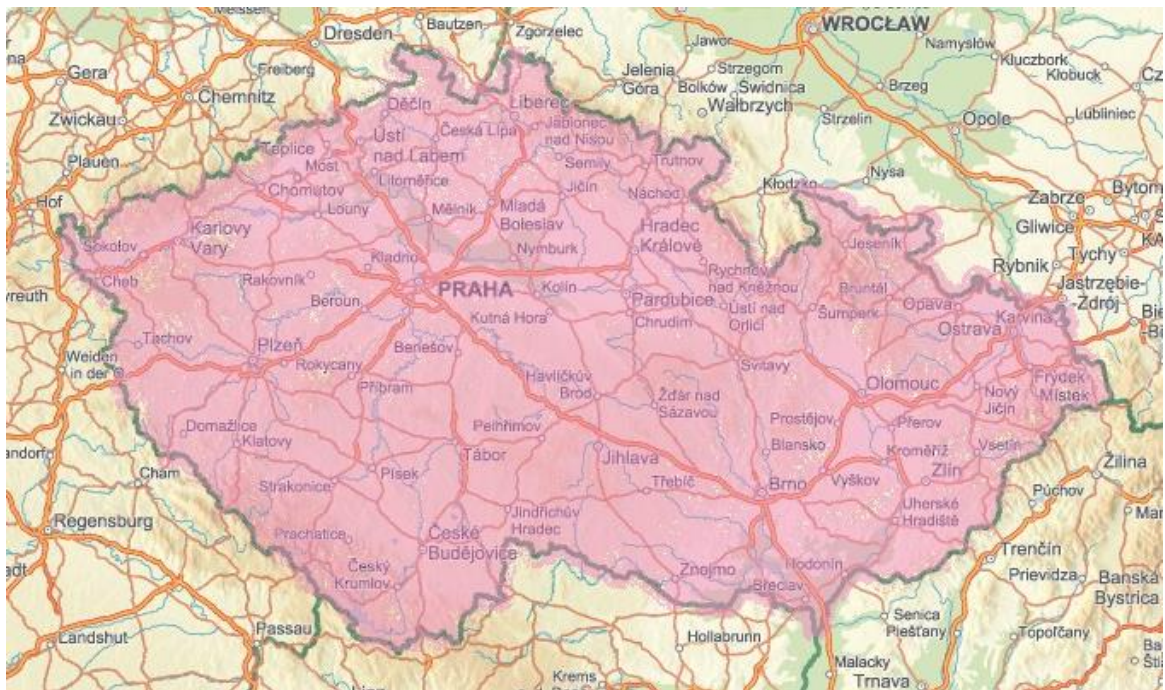 Meissen
Bautzen
Zgorzelec
WROCŁAW
Dresden
Jawor
Namysłów
Kluczbork
Gera
Freiberg
Jelenia
Góra
Strzegom
Bolków
Świdnica
Brzeg
Kłobuck
Chemnitz
Děčín
Liberec
Wałbrzych
Zwickau
Ústí
nad Labem
Česká Lípa
Jablonec
nad Nisou
Strzelin
Opole
Lubliniec
Plauen
Teplice
Most
Semily
Trutnov
Chomutov
Litoměřice
Jičín
Náchod
Kłodzko
Nysa
Hof
Louny
Mělník
Mladá
Boleslav
Zabrze
Bytom
Karlovy
Vary
Hradec
Králové
Gliwice
Sokolov
Nymburk
Jeseník
Tychy
Cheb
Rakovník
Kladno
Rychnov
nad Kněžnou
Bruntál
Rybnik
yreuth
PRAHA
Kolín
Pardubice
Jastrzębie
-Zdrój
Beroun
Kutná Hora
Chrudim
Ústí nad
Orlicí
Šumperk
Opava
Karviná
Ostrava
Tachov
Plzeň
Benešov
Weiden
in der
Rokycany
Svitavy
Příbram
Havlíčkův
Brod
Olomouc
Nový
Jičín
Frýdek-
Místek
Žďár nad
Sázavou
Domažlice
Klatovy
Pelhřimov
Prostějov
Přerov
Tábor
Jihlava
Blansko
Kroměříž
Vsetín
Cham
Písek
Zlín
Žilina
Strakonice
Třebíč
Brno
Vyškov
Púchov
Regensburg
Jindřichův
Hradec
Uherské
Hradiště
Prachatice
České
Budějovice
Trenčín
Český
Krumlov
Znojmo
Hodonín
Břeclav
Prievidza
Banská
Bystrica
Senica
Piešťany
Topoľčany
Landshut
Passau
Hollabrunn
Malacky
Krems
Trnava